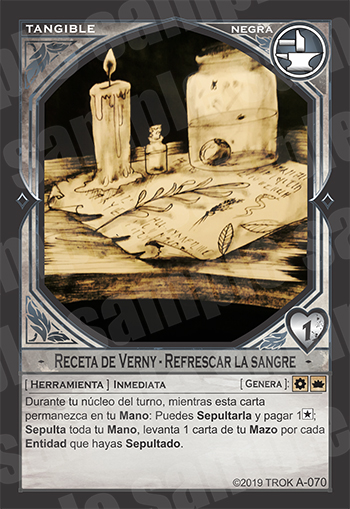 TANGIBLE
NEGRA
1
RECETA DE VERNY · REFRESCAR LA SANGRE
[ HERRAMIENTA ] INMEDIATA
[ GENERA ]:
Durante tu núcleo del turno, mientras esta carta
permanezca en tu Mano: Puedes Sepultarla y pagar 1
Sepulta toda tu Mano, levanta 1 carta de tu Mazo por cada
Entidad que hayas Sepultado.
©2019 TROK A-070
Sample